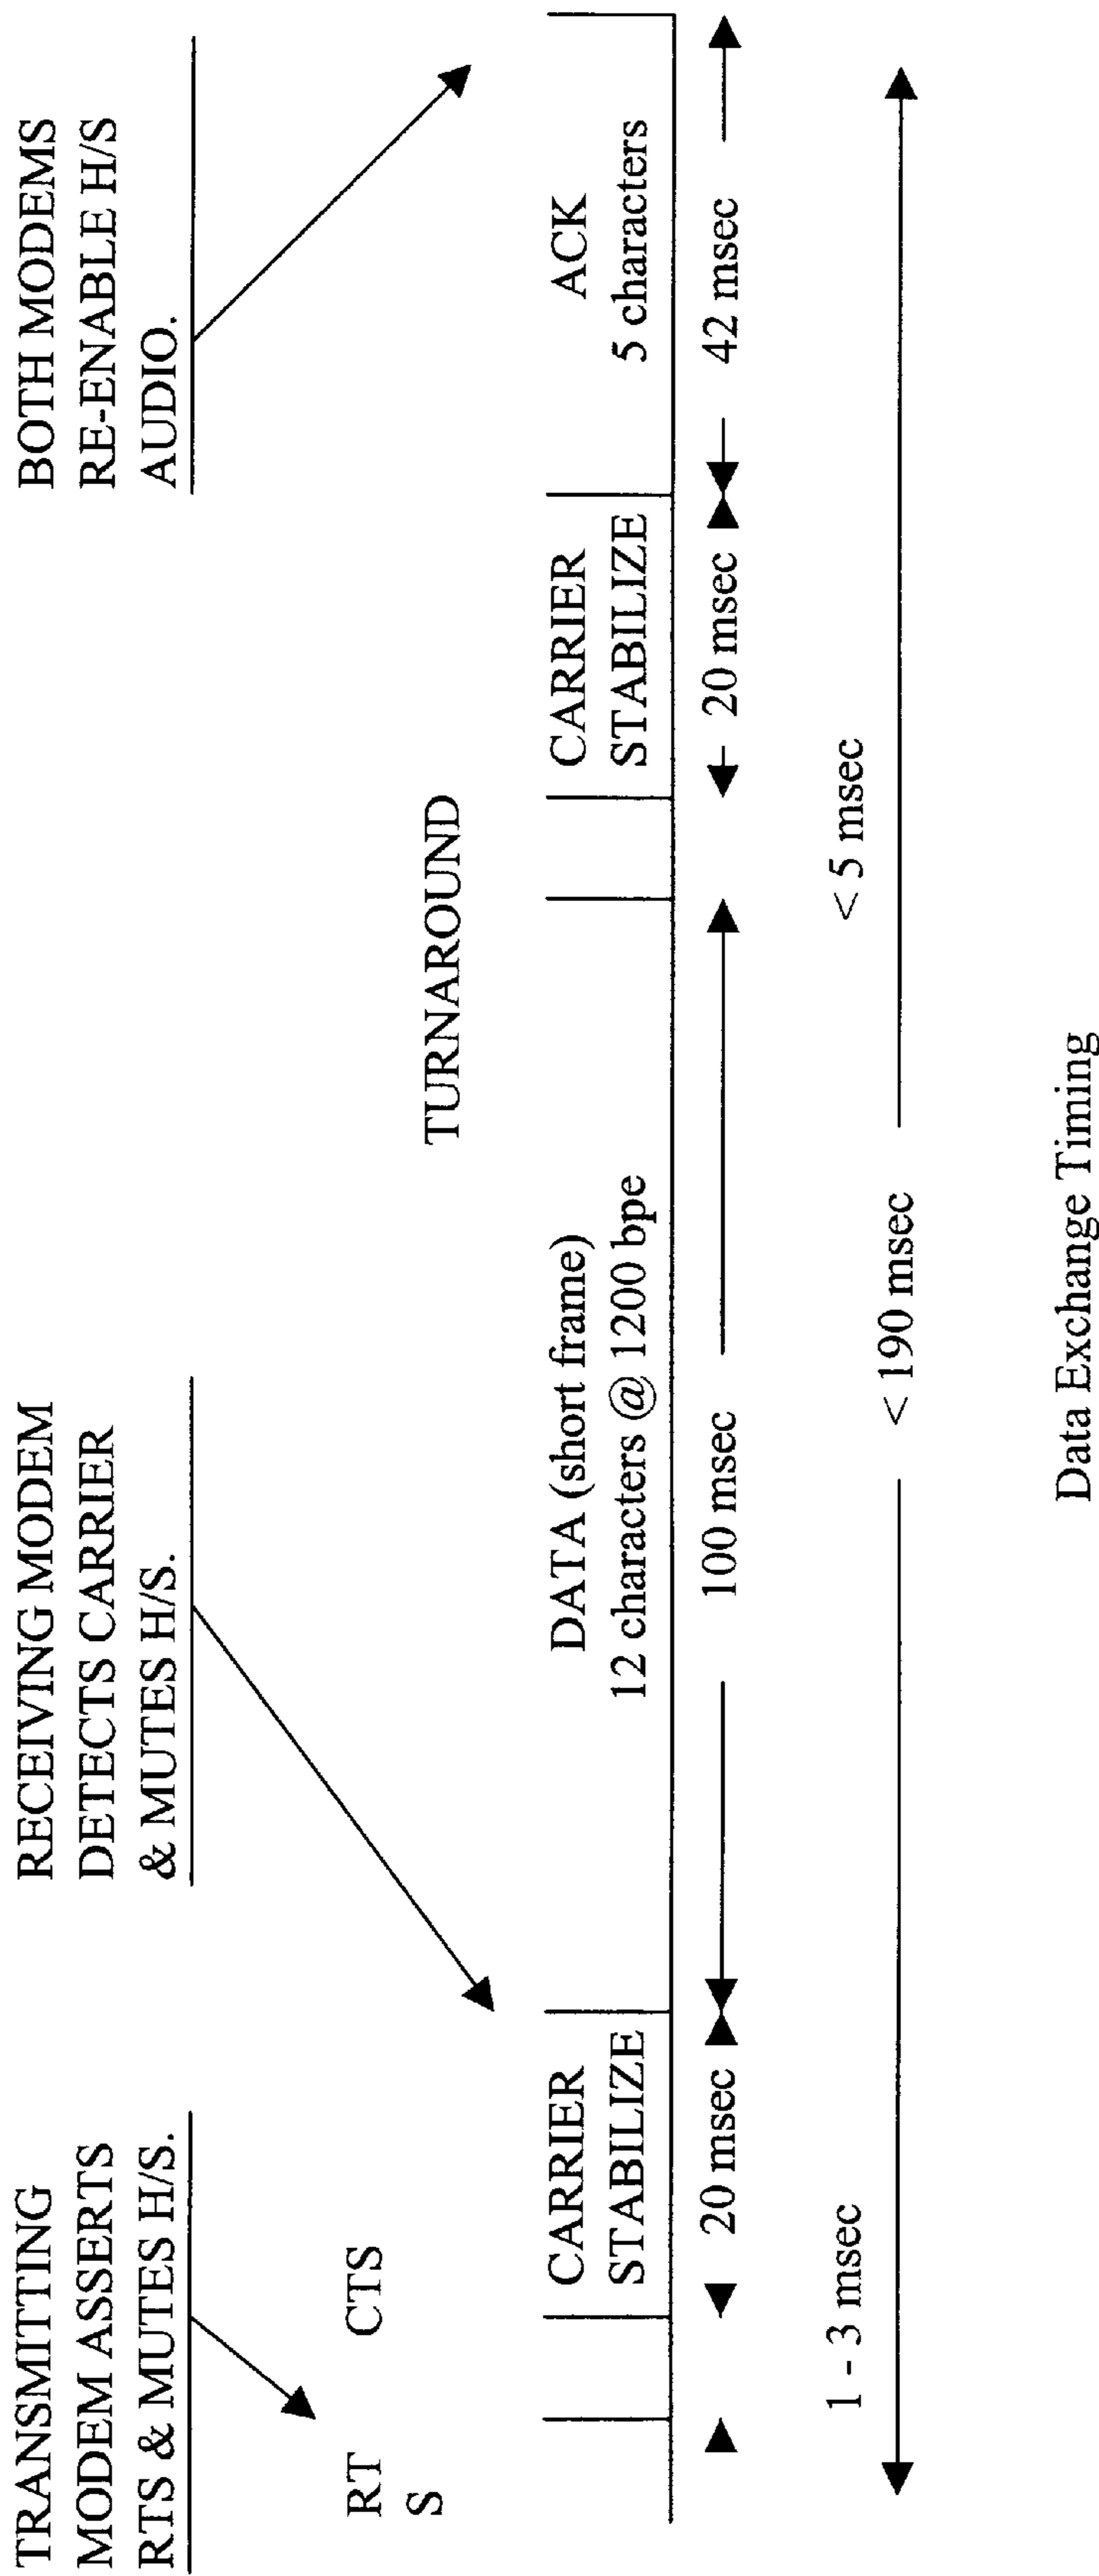 TRANSMITTING
MODEM ASSERTS
RTS & MUTES H/S.
RECEIVING MODEM
DETECTS CARRIER
& MUTES H/S.
BOTH MODEMS
RE-ENABLE H/S
AUDIO.
RT
S
CTS
TURNAROUND
CARRIER
STABILIZE
DATA (short frame)
12 characters @ 1200 bpe
CARRIER
STABILIZE
ACK
5 characters
20 msec
100 msec
20 msec
42 msec
1 - 3 msec
< 5 msec
< 190 msec
Data Exchange Timing